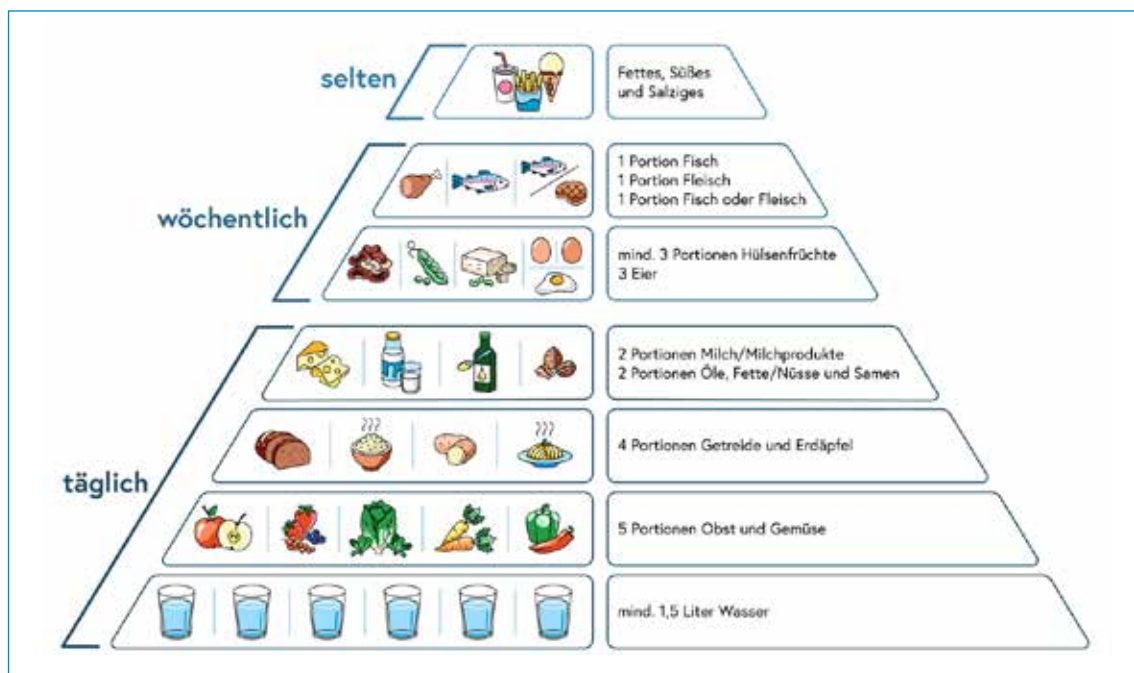 selten
Fettes, Süßes
und Salziges
wöchentlich
1 Portion Fisch
1 Portion Fleisch
1 Portion Fisch oder Fleisch
mind. 3 Portionen Hülsenfrüchte
3 Eier
täglich
2 Portionen Milch/Milchprodukte
2 Portionen Öle, Fette/Nüsse und Samen
4 Portionen Getreide und Erdäpfel
5 Portionen Obst und Gemüse
mind. 1,5 Liter Wasser